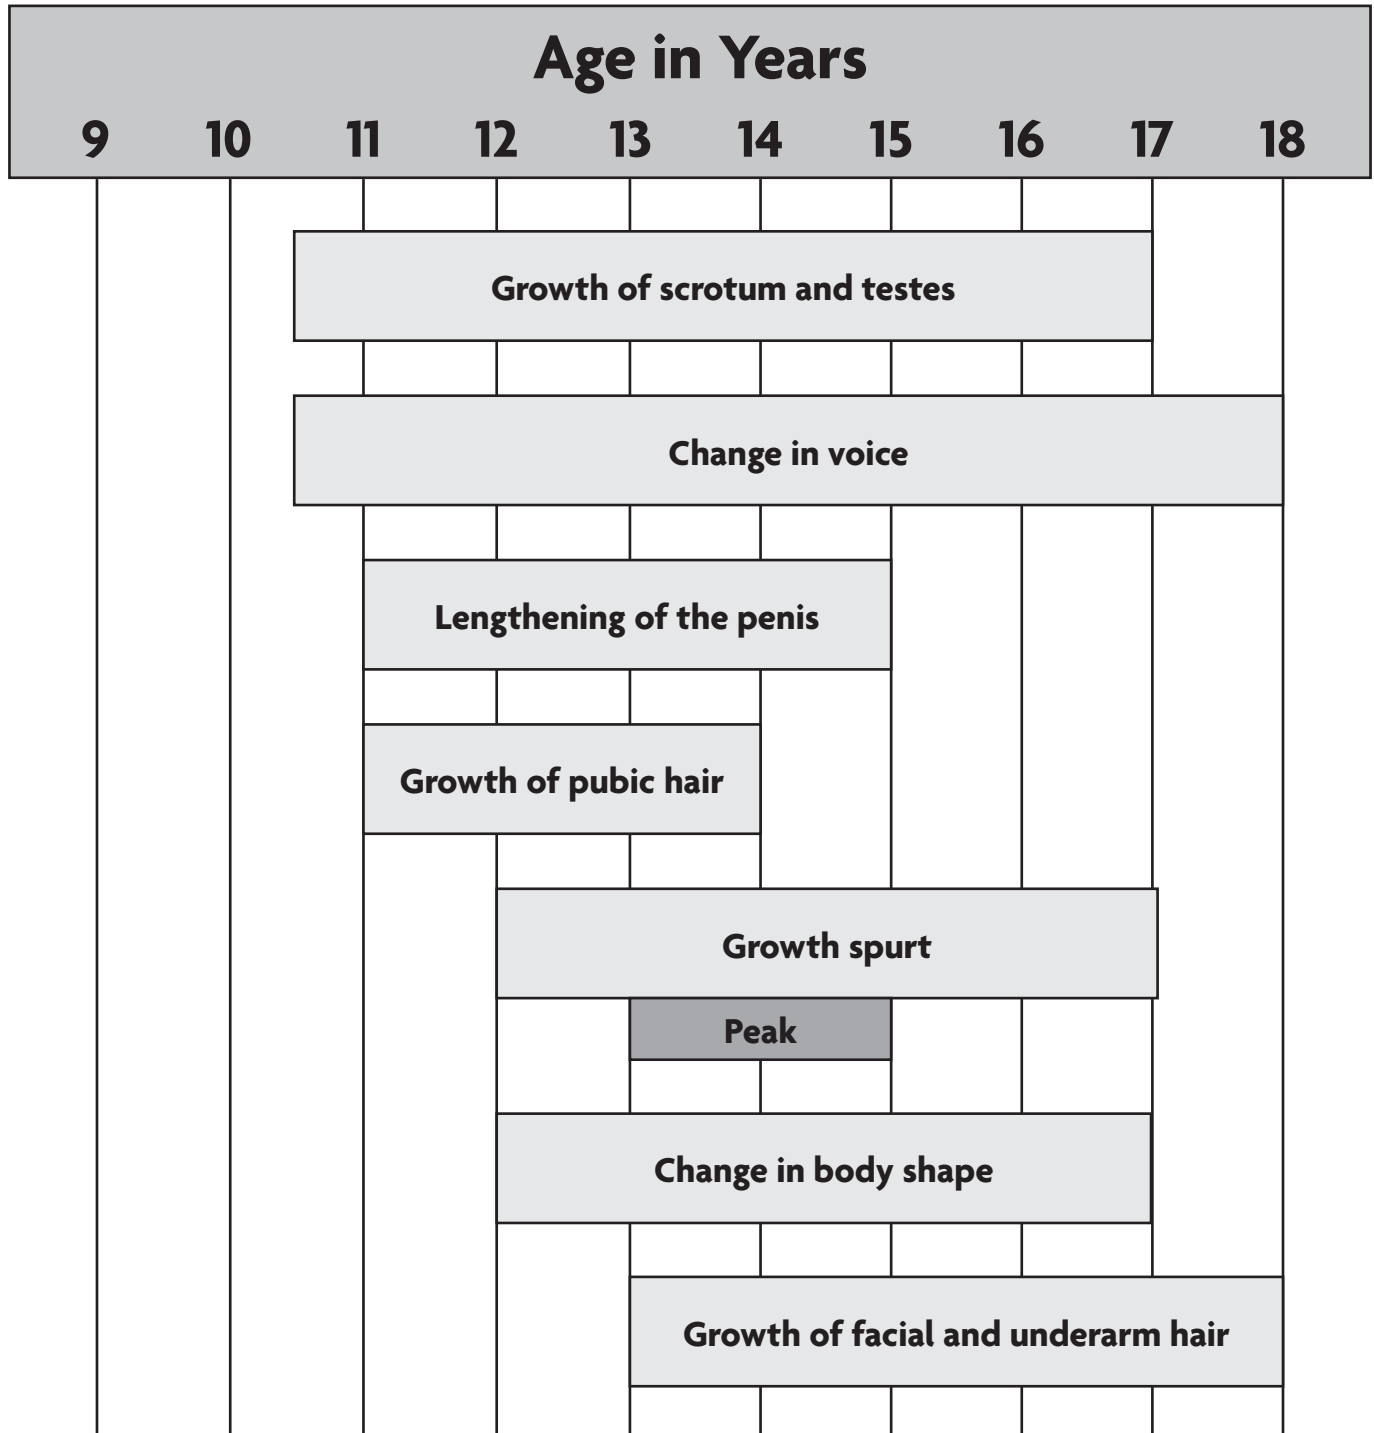 Age in Years
9 10 11 12 13 14 15 16 17 18
Growth of scrotum and testes
Change in voice
Lengthening of the penis
Growth of pubic hair
Growth spurt
Peak
Change in body shape
Growth of facial and underarm hair